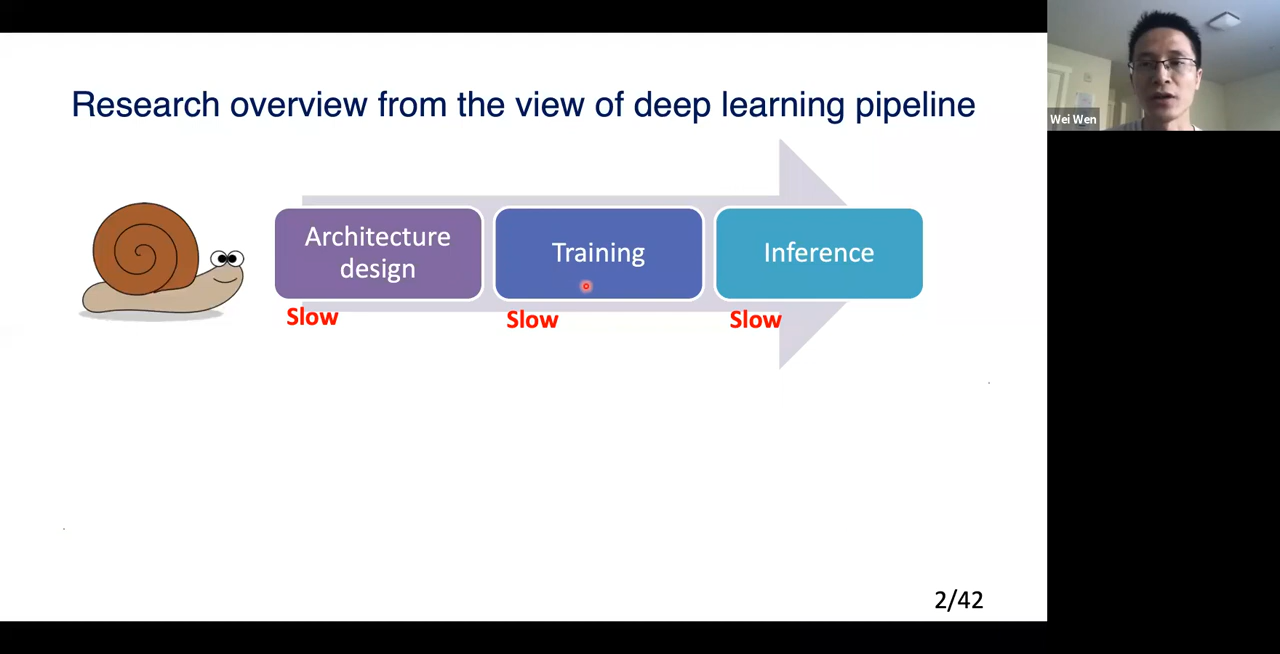 Research overview from the view of deep learning pipeline
Wei Wen
Architecture
design
Training
Inference
Slow
Slow
Slow
2/42